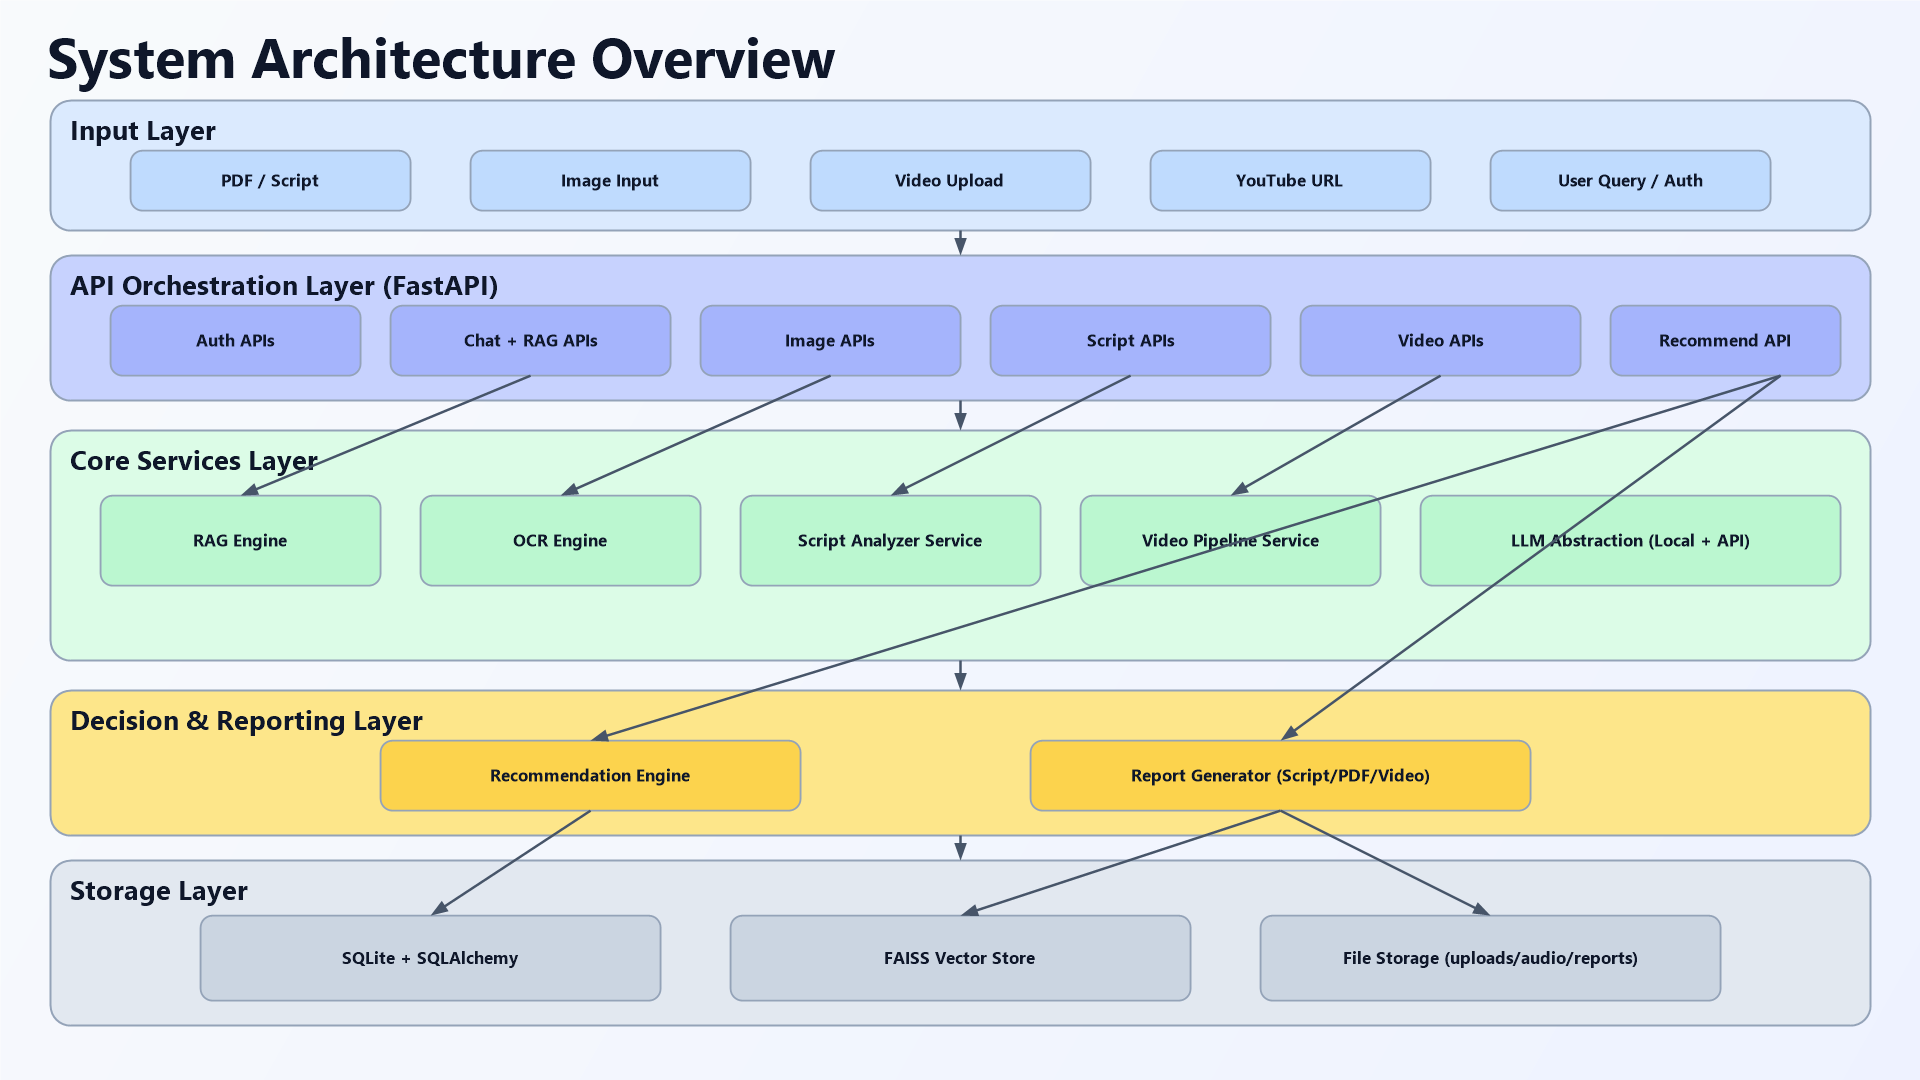 System Architecture Overview
Input Layer
PDF / Script
Image Input
Video Upload
YouTube URL
User Query / Auth
API Orchestration Layer (FastAPI)
Auth APIs
Chat + RAG APIs
Image APIs
Script APIs
Video APIs
Recommend API
Core Services Layer
RAG Engine
OCR Engine
Script Analyzer Service
Video Pipeline Service
LLM Abstraction (Local + API)
Decision & Reporting Layer
Recommendation Engine
Report Generator (Script/PDF/Video)
Storage Layer
SQLite + SQLAlchemy
FAISS Vector Store
File Storage (uploads/audio/reports)